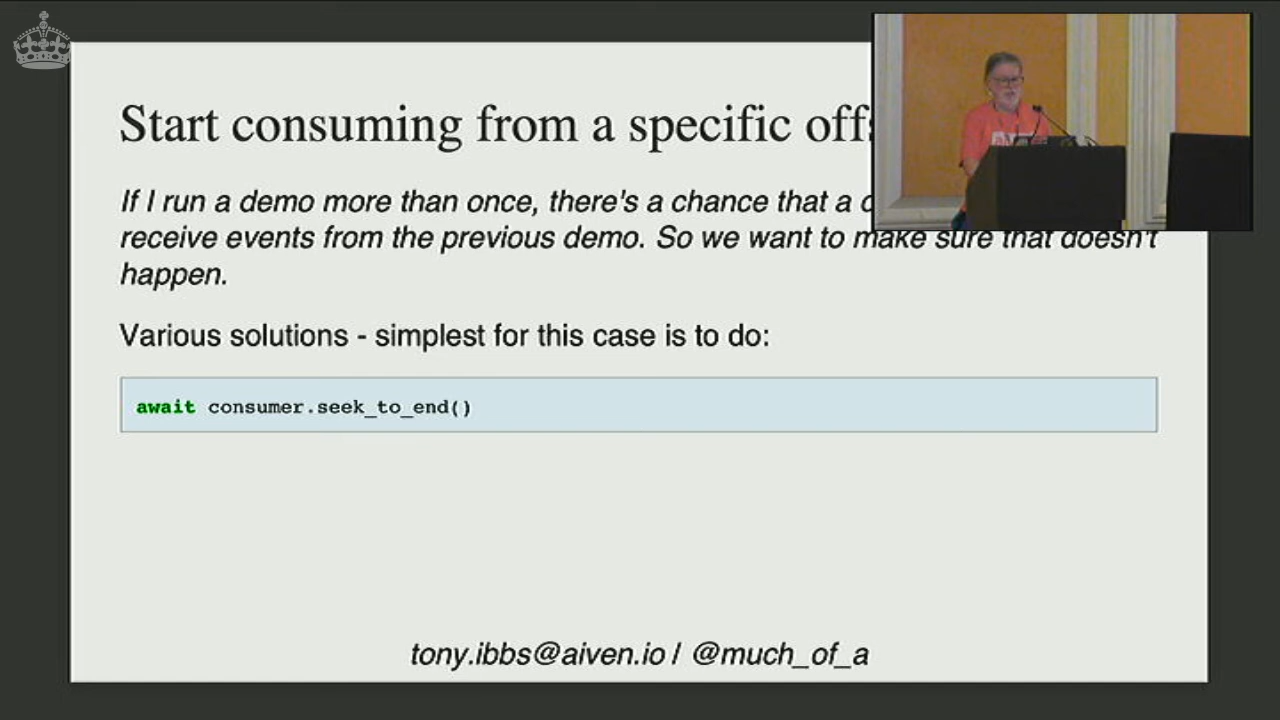 Start consuming from a specific
If I run a demo more than once, there's a chance that a
receive events from the previous demo. So we want to make sure that doesn't
happen.
Various solutions - simplest for this case is to do:
await consumer.seek_to_end()
tony.ibbs@aiven.io / @much_of_a